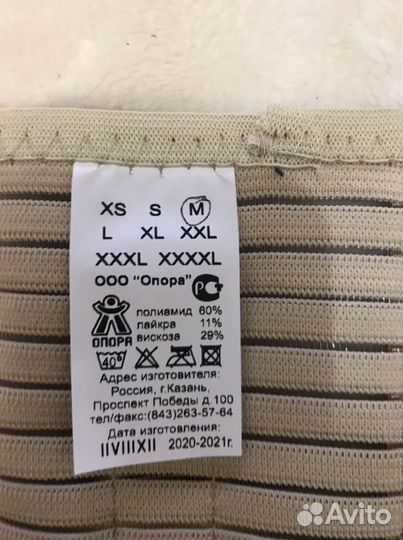 XS S M
L XL XXL
XXXL XXXXL
ООО "Опора" РС
полиамид 60%
лайкра 11%
ОПОРА вискоза 29%
40°
Адрес изготовителя:
Россия, г.Казань,
Проспект Победы д.100
тел/факс:(843)263-57-64
Дата изготовления:
IIVIIIXII 2020-2021г.
Avito